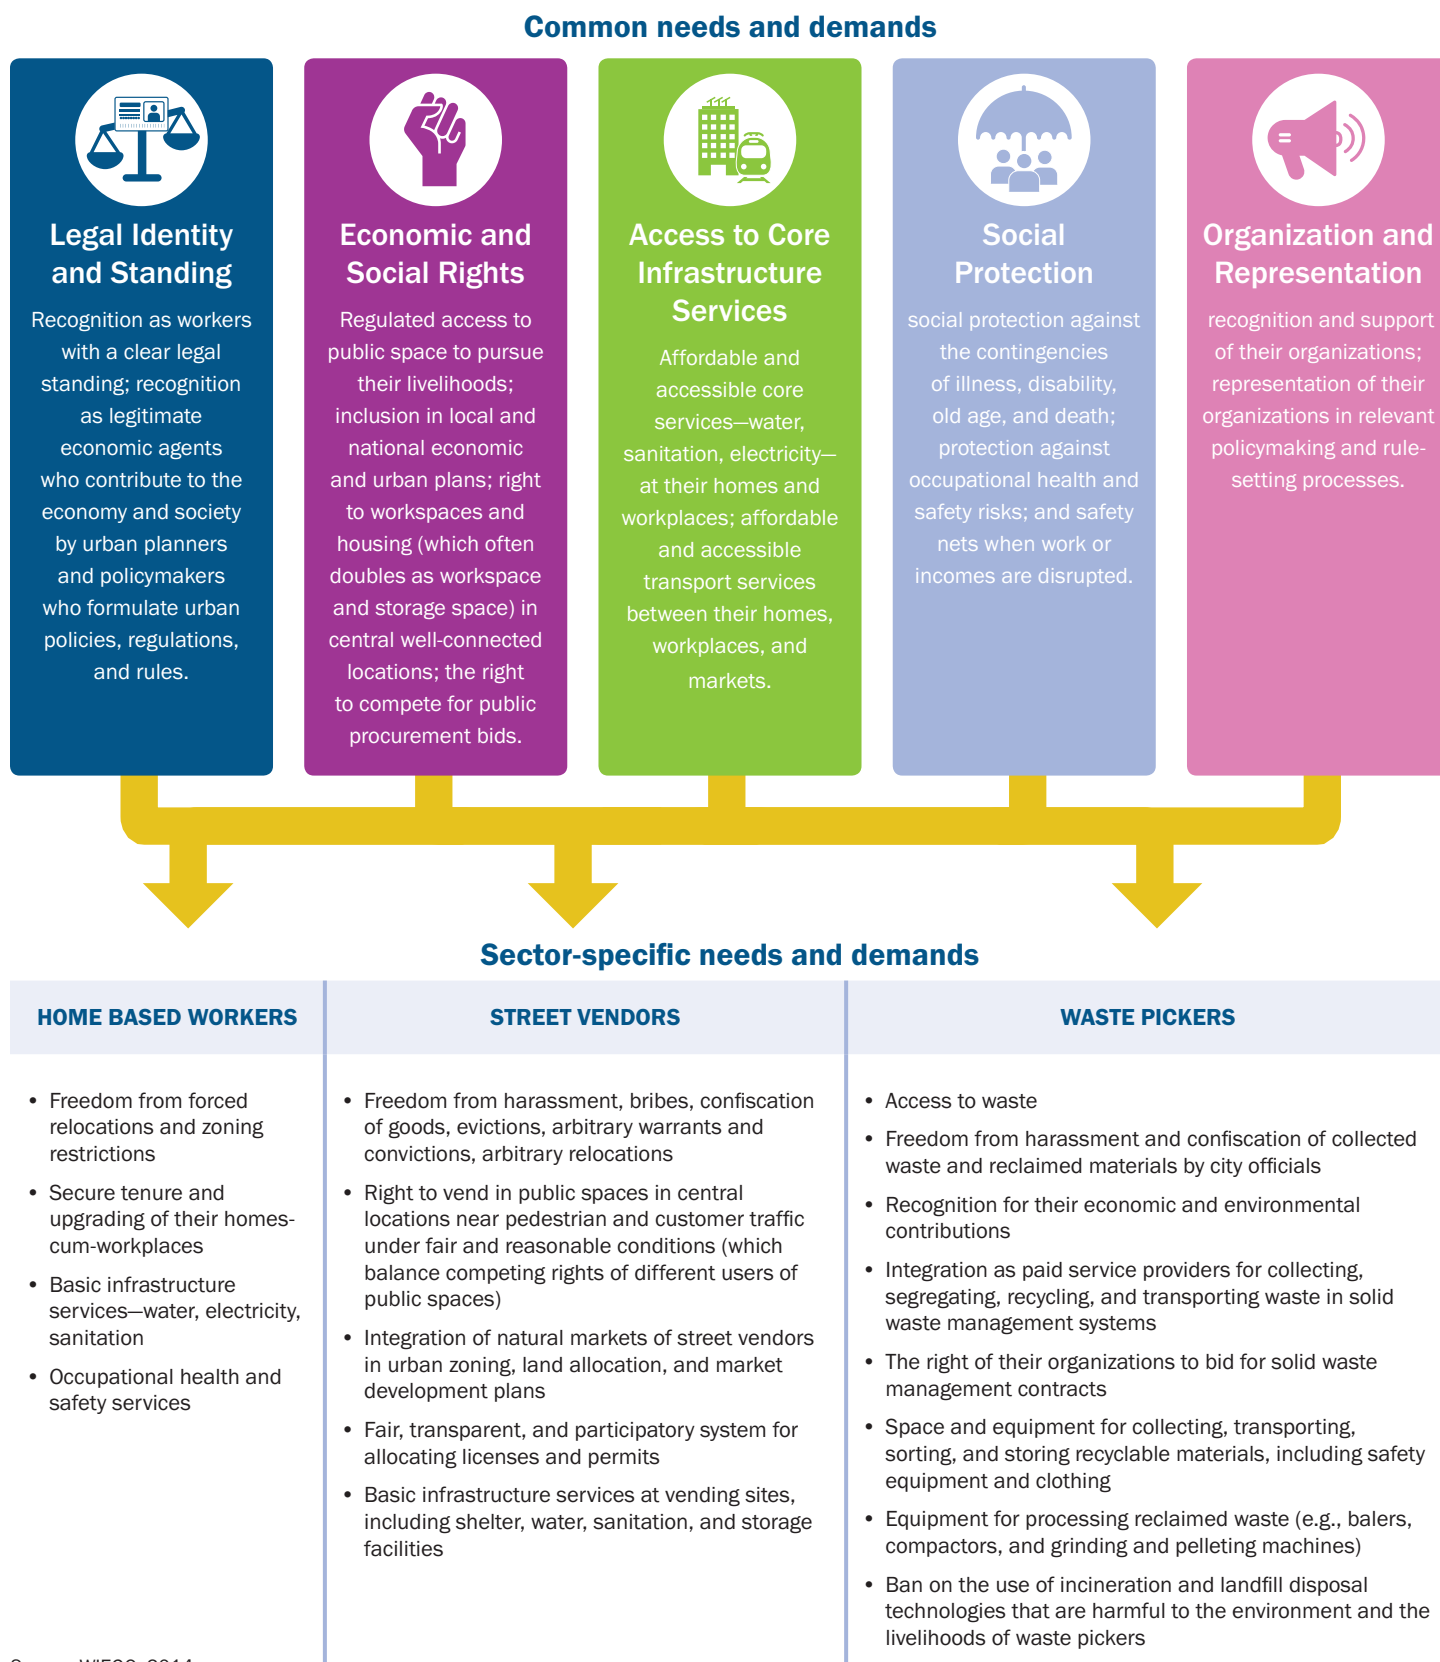 Common needs and demands
Legal Identity
and Standing
Recognition as workers
with a clear legal
standing; recognition
as legitimate
economic agents
who contribute to the
economy and society
by urban planners
and policymakers
who formulate urban
policies, regulations,
and rules.
Economic and
Social Rights
Regulated access to
public space to pursue
their livelihoods;
inclusion in local and
national economic
and urban plans; right
to workspaces and
housing (which often
doubles as workspace
and storage space) in
central well-connected
locations; the right
to compete for public
procurement bids.
Access to Core
Infrastructure
Services
Affordable and
accessible core
services—water,
sanitation, electricity—
at their homes and
workplaces; affordable
and accessible
transport services
between their homes,
workplaces, and
markets.
Social
Protection
social protection against
the contingencies
of illness, disability,
old age, and death;
protection against
occupational health and
safety risks; and safety
nets when work or
incomes are disrupted.
Organization and
Representation
recognition and support
of their organizations;
representation of their
organizations in relevant
policymaking and rule-
setting processes.
Sector-specific needs and demands
HOME BASED WORKERS
• Freedom from forced
relocations and zoning
restrictions
• Secure tenure and
upgrading of their homes-
cum-workplaces
• Basic infrastructure
services—water, electricity,
sanitation
• Occupational health and
safety services
STREET VENDORS
• Freedom from harassment, bribes, confiscation
of goods, evictions, arbitrary warrants and
convictions, arbitrary relocations
• Right to vend in public spaces in central
locations near pedestrian and customer traffic
under fair and reasonable conditions (which
balance competing rights of different users of
public spaces)
• Integration of natural markets of street vendors
in urban zoning, land allocation, and market
development plans
• Fair, transparent, and participatory system for
allocating licenses and permits
• Basic infrastructure services at vending sites,
including shelter, water, sanitation, and storage
facilities
WASTE PICKERS
• Access to waste
• Freedom from harassment and confiscation of collected
waste and reclaimed materials by city officials
• Recognition for their economic and environmental
contributions
• Integration as paid service providers for collecting,
segregating, recycling, and transporting waste in solid
waste management systems
• The right of their organizations to bid for solid waste
management contracts
• Space and equipment for collecting, transporting,
sorting, and storing recyclable materials, including safety
equipment and clothing
• Equipment for processing reclaimed waste (e.g., balers,
compactors, and grinding and pelleting machines)
• Ban on the use of incineration and landfill disposal
technologies that are harmful to the environment and the
livelihoods of waste pickers